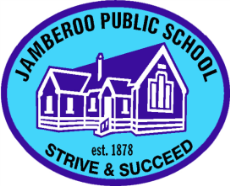 JAMBEROO PUBLIC SCHOOL
est. 1878
STRIVE & SUCCEED